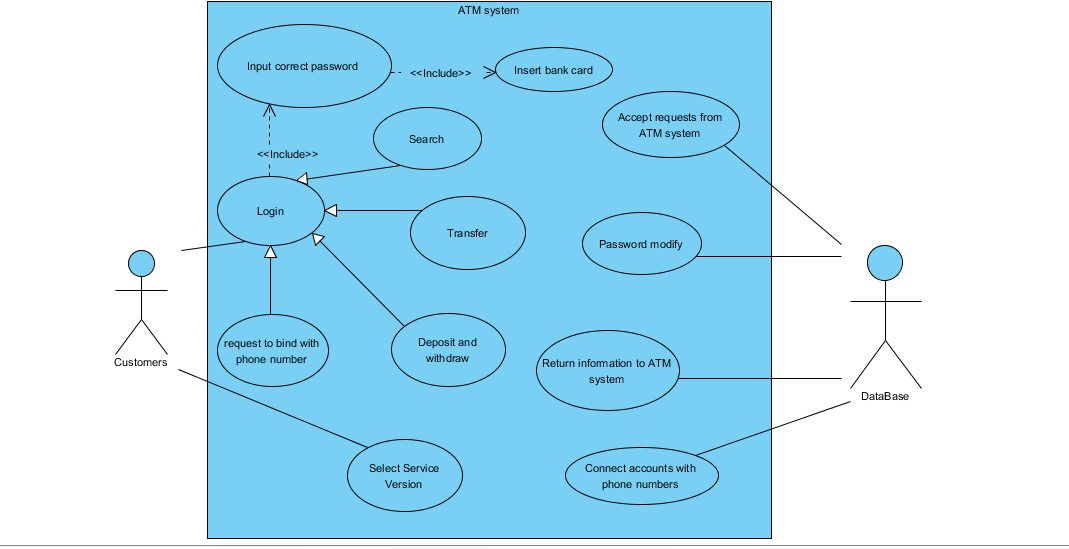 ATM system
Input correct password
<<Include>>
Insert bank card
Accept requests from
ATM system
Search
<<Include>>
Login
Transfer
Password modify
request to bind with
phone number
Deposit and
withdraw
Return information to ATM
system
Customers
DataBase
Select Service
Version
Connect accounts with
phone numbers